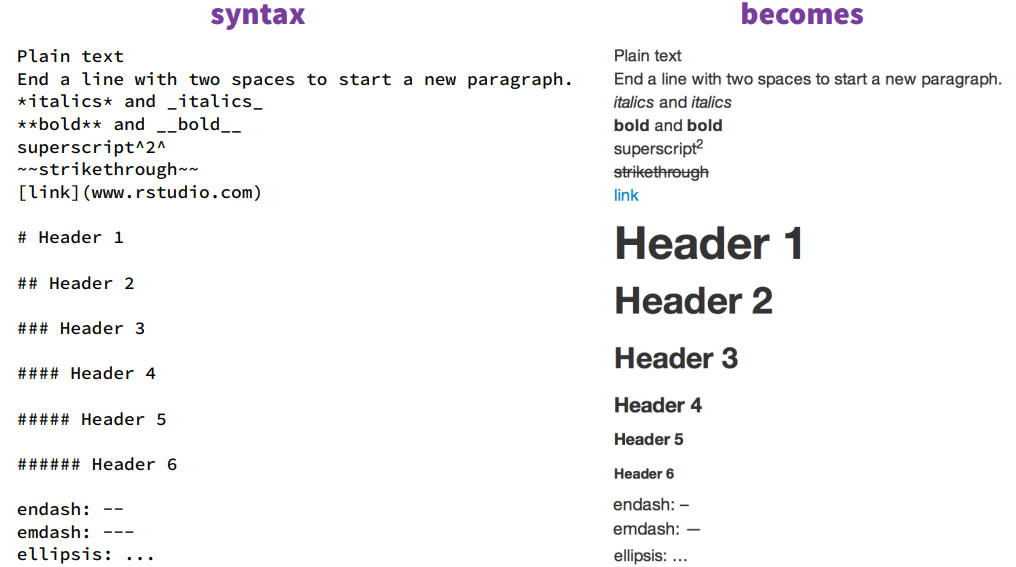 syntax
Plain text
End a line with two spaces to start a new paragraph.
*italics* and _italics_
**bold** and __bold__
superscript^2^
~~strikethrough~~
[link](www.rstudio.com)
# Header 1
## Header 2
### Header 3
#### Header 4
##### Header 5
###### Header 6
endash: --
emdash: ---
ellipsis: ...
becomes
Plain text
End a line with two spaces to start a new paragraph.
italics and italics
bold and bold
superscript²
strikethrough
link
Header 1
Header 2
Header 3
Header 4
Header 5
Header 6
endash: –
emdash: —
ellipsis: …